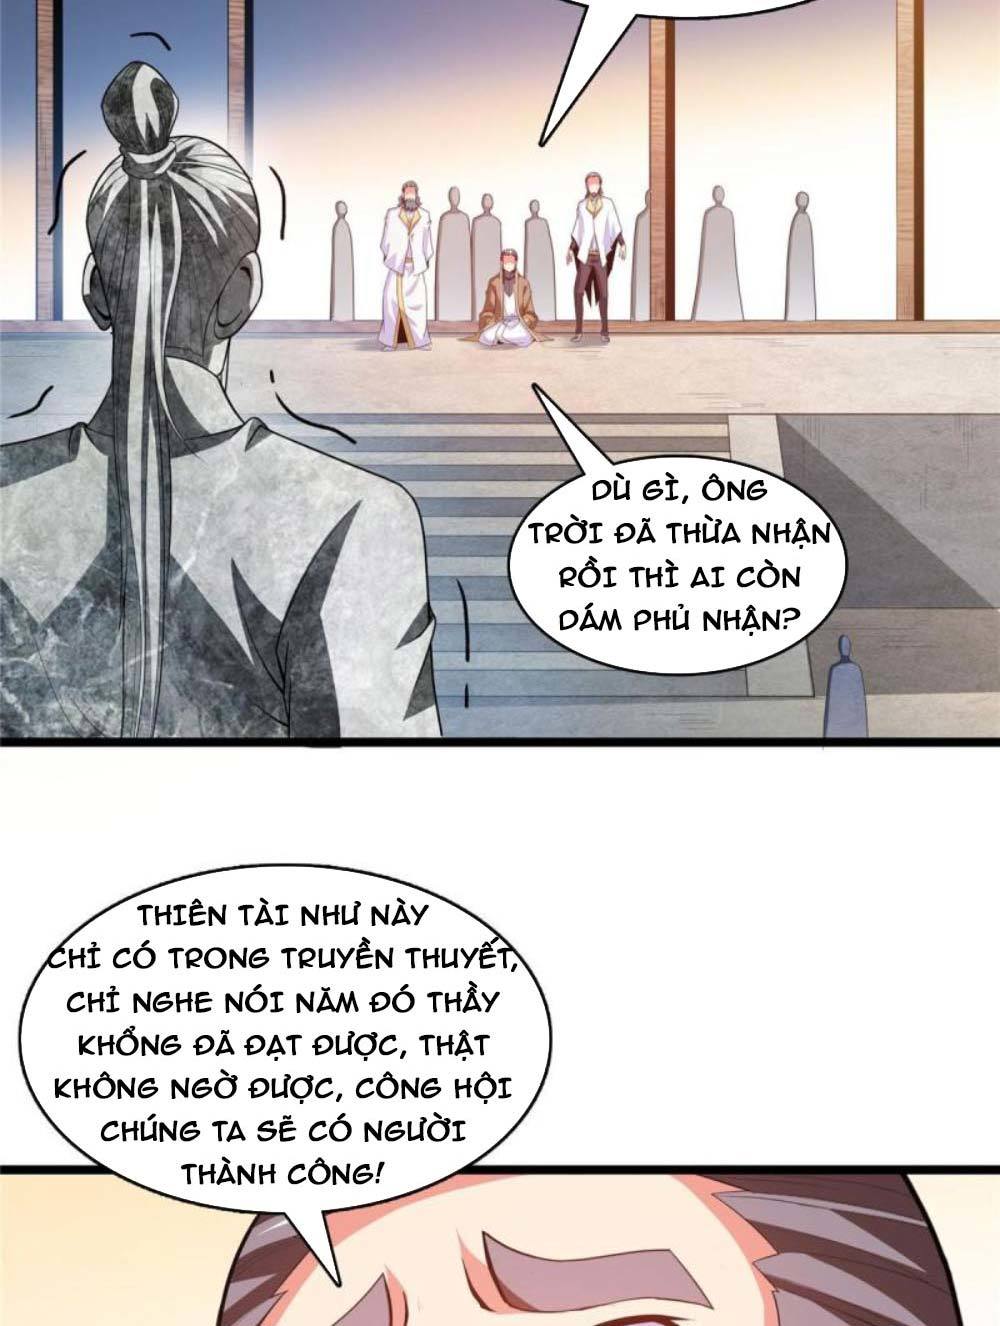 DÙ GÌ, ÔNG
TRỜI ĐÃ THỪA NHẬN
RỒI THÌ AI CÒN
DÁM PHỦ NHẬN?
THIÊN TÀI NHƯ NÀY
CHỈ CÓ TRONG TRUYỀN THUYẾT,
CHỈ NGHE NÓI NĂM ĐÓ THẦY
KHỔNG ĐÃ ĐẠT ĐƯỢC, THẬT
KHÔNG NGỜ ĐƯỢC, CÔNG HỘI
CHÚNG TA SẼ CÓ NGƯỜI
THÀNH CÔNG!